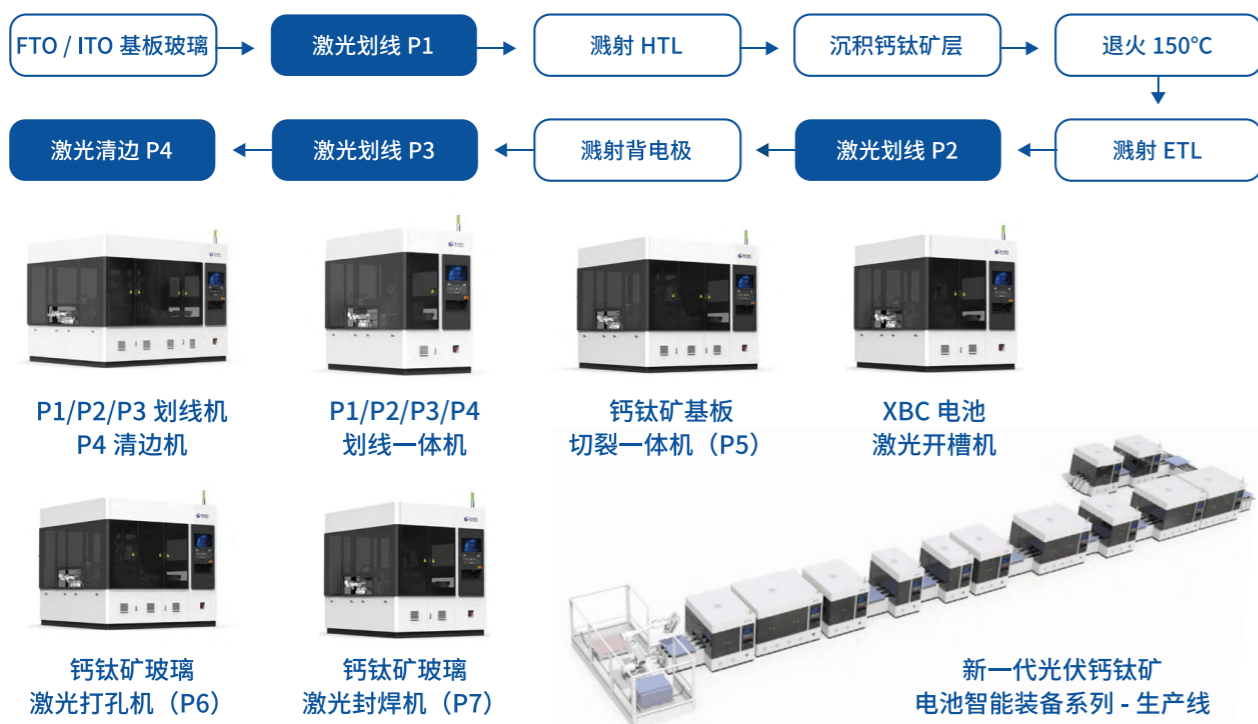 FTO / ITO 基板玻璃
激光划线 P1
溅射 HTL
沉积钙钛矿层
退火 150℃
激光清边 P4
激光划线 P3
溅射背电极
激光划线 P2
溅射 ETL
P1/P2/P3 划线机
P4 清边机
P1/P2/P3/P4
划线一体机
钙钛矿基板
切裂一体机（P5）
XBC 电池
激光开槽机
钙钛矿玻璃
激光打孔机（P6）
钙钛矿玻璃
激光封焊机（P7）
新一代光伏钙钛矿
电池智能装备系列 - 生产线